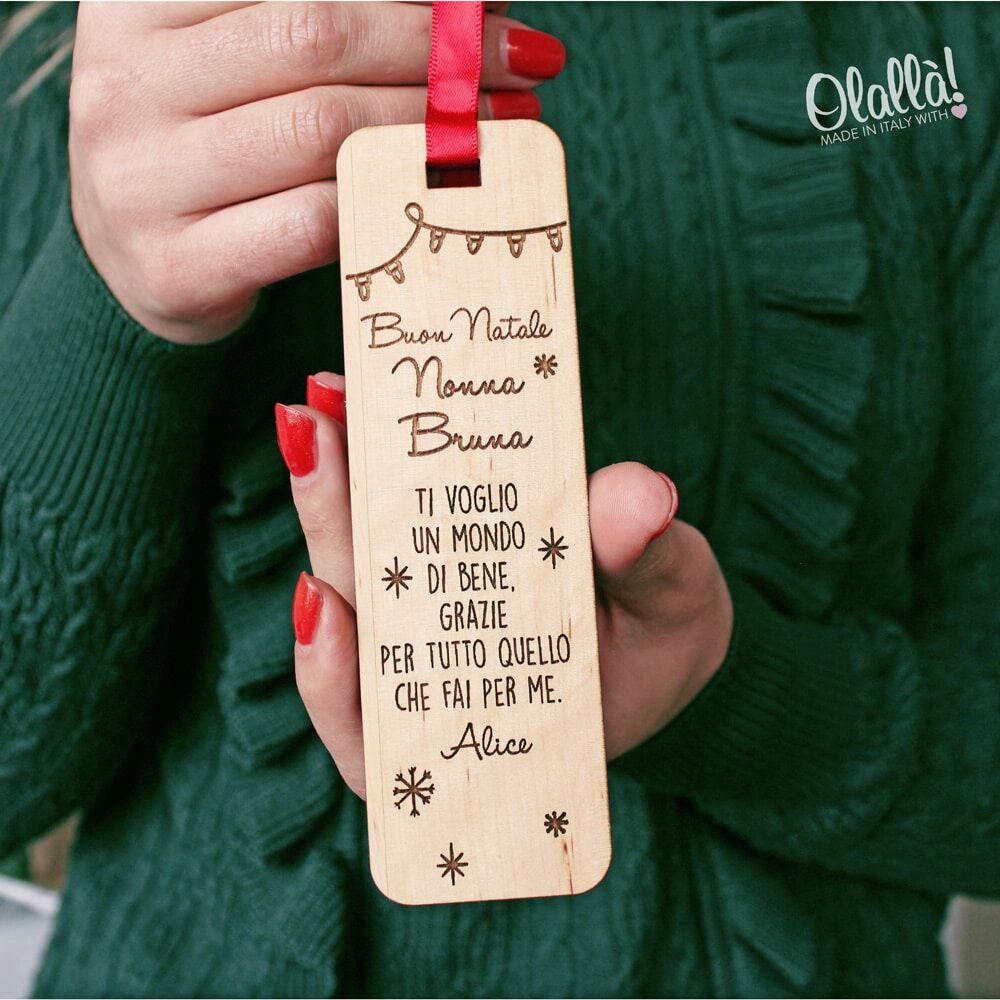 Olallà!
MADE IN ITALY WITH
Buon Natale
Nonna
Bruna
TI VOGLIO
UN MONDO
DI BENE,
GRAZIE
PER TUTTO QUELLO
CHE FAI PER ME.
Alice